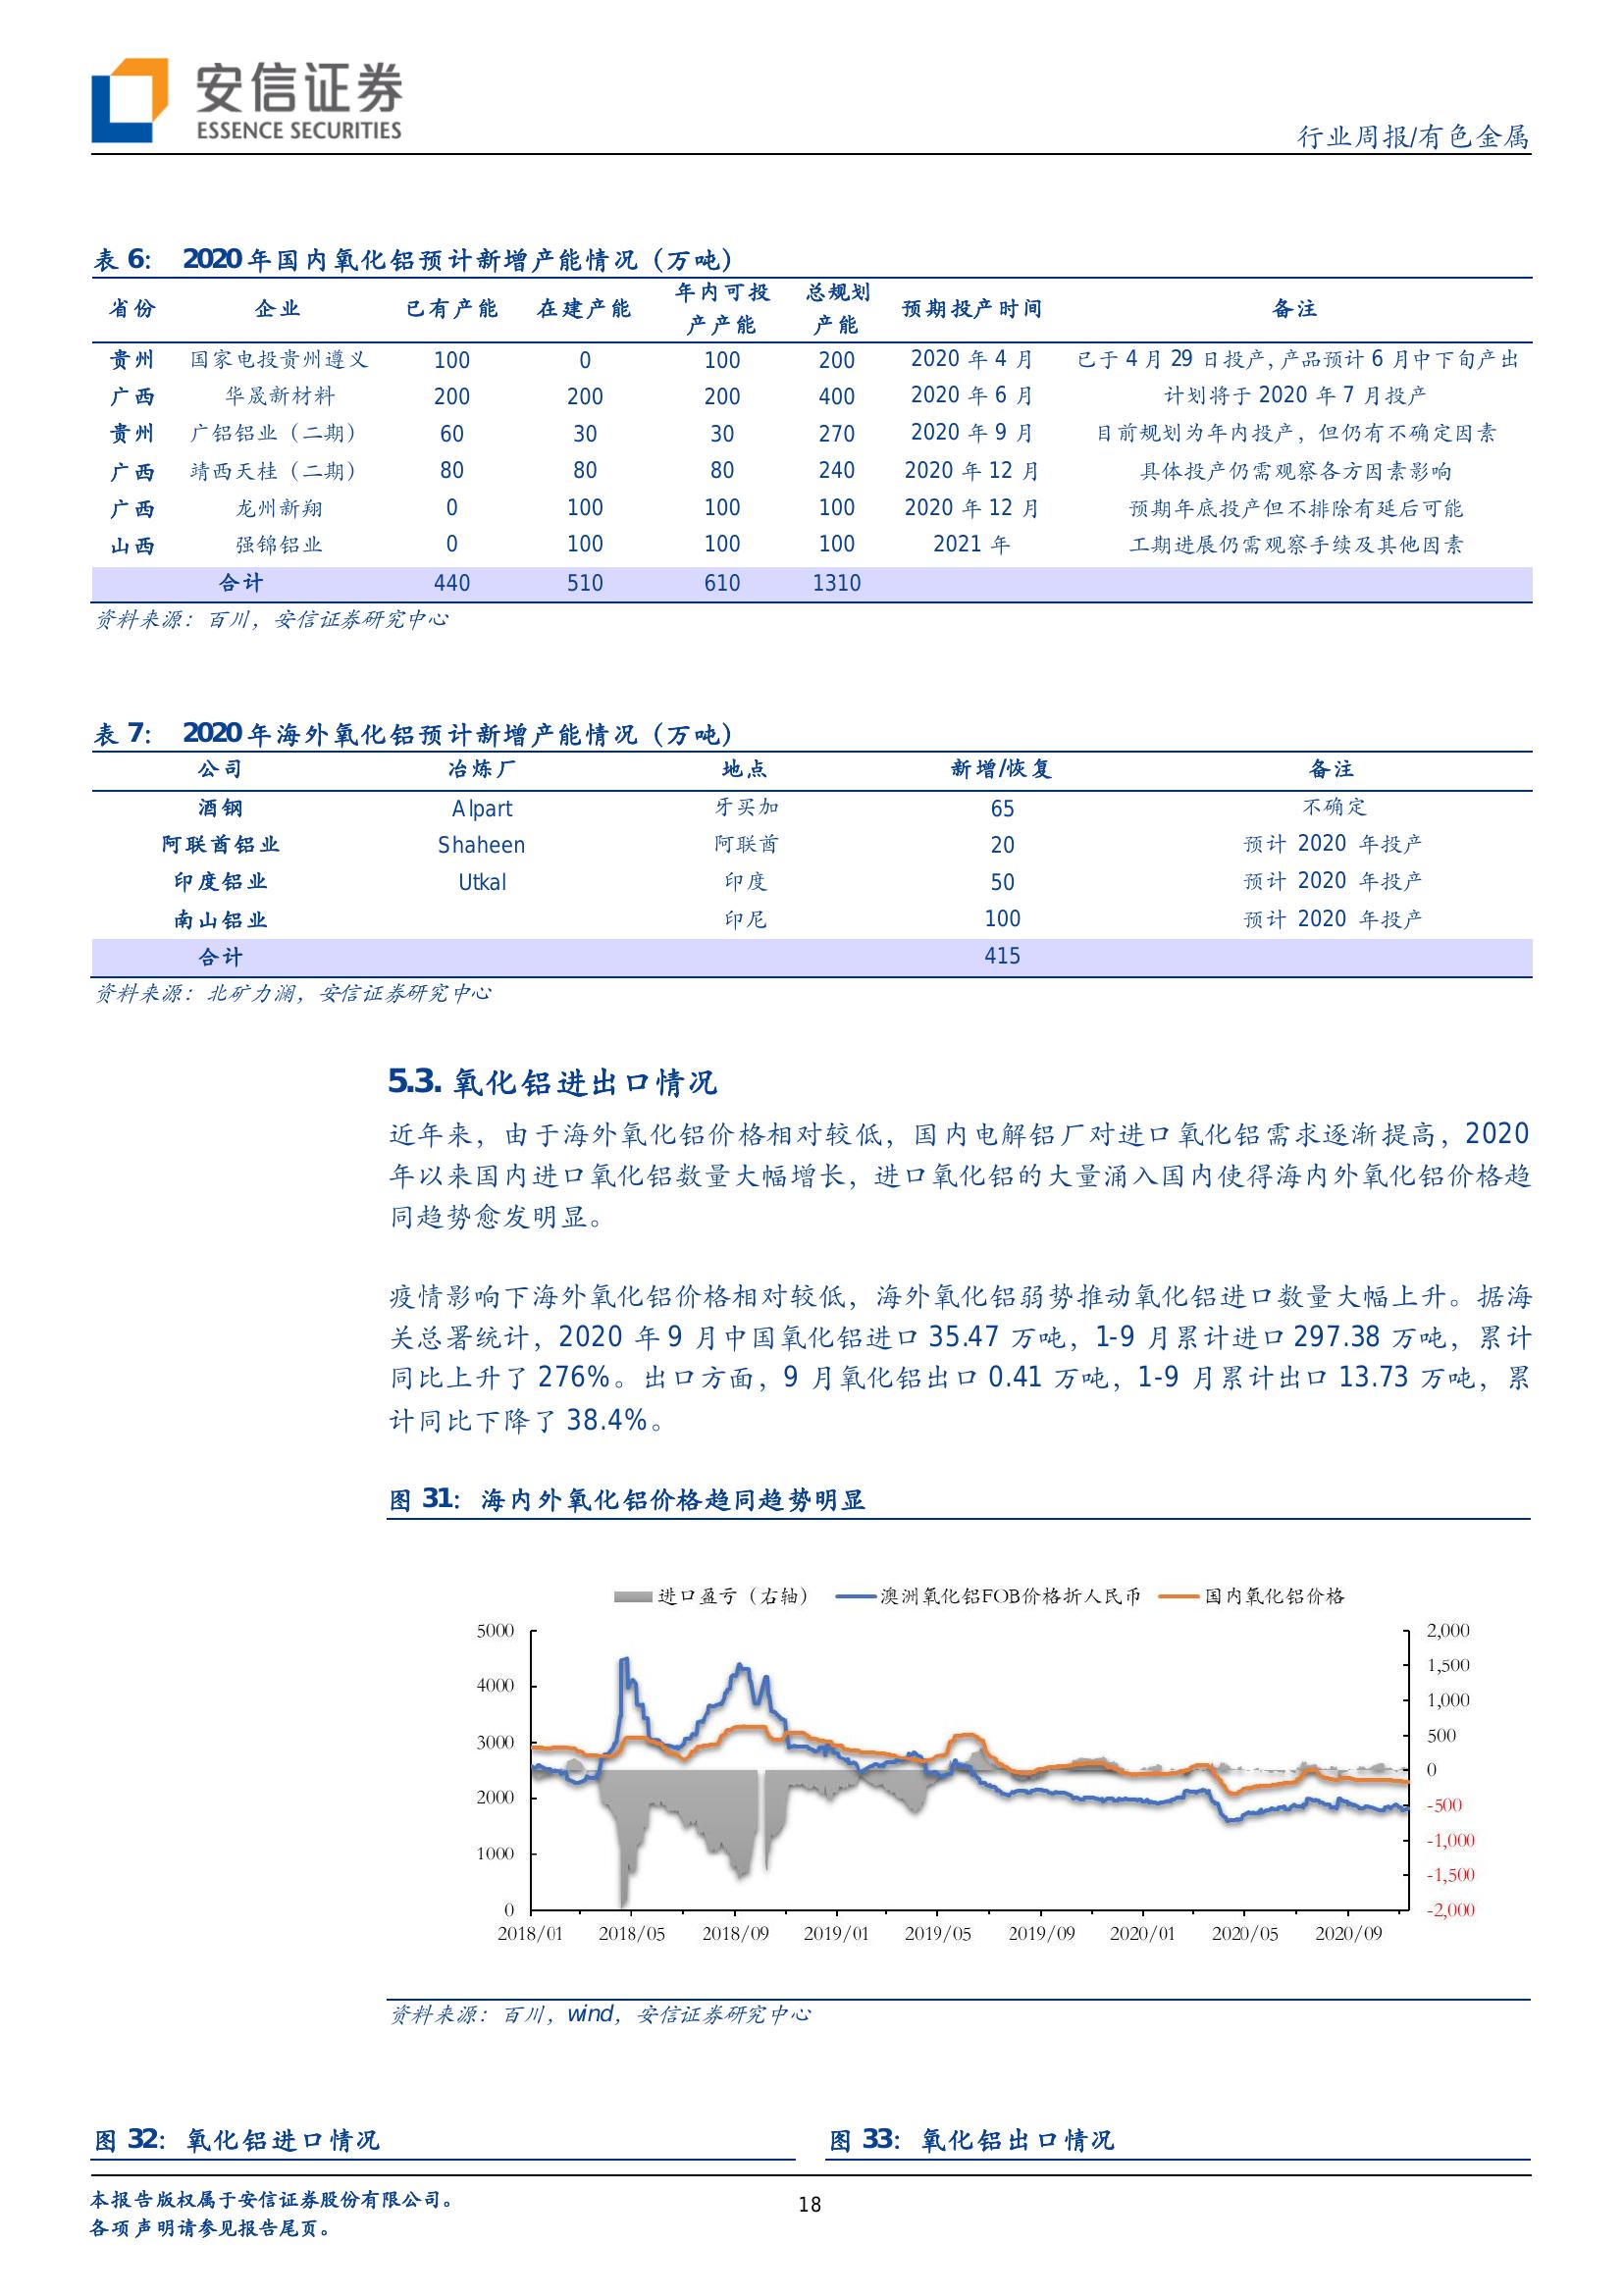 安信证券
ESSENCE SECURITIES
行业周报/有色金属
表 6： 2020 年国内氧化铝预计新增产能情况（万吨）
省份 企业 已有产能 在建产能 年内可投产产能 总规划产能 预期投产时间 备注
贵州 国家电投贵州遵义 100 0 100 200 2020 年 4 月 已于 4 月 29 日投产，产品预计 6 月中下旬产出
广西 华晟新材料 200 200 200 400 2020 年 6 月 计划将于 2020 年 7 月投产
贵州 广铝铝业（二期） 60 30 30 270 2020 年 9 月 目前规划为年内投产，但仍有不确定因素
广西 靖西天桂（二期） 80 80 80 240 2020 年 12 月 具体投产仍需观察各方因素影响
广西 龙州新翔 0 100 100 100 2020 年 12 月 预期年底投产但不排除有延后可能
山西 强锦铝业 0 100 100 100 2021 年 工期进展仍需观察手续及其他因素
合计 440 510 610 1310
资料来源：百川，安信证券研究中心
表 7： 2020 年海外氧化铝预计新增产能情况（万吨）
公司 冶炼厂 地点 新增/恢复 备注
酒钢 Alpart 牙买加 65 不确定
阿联酋铝业 Shaheen 阿联酋 20 预计 2020 年投产
印度铝业 Utkal 印度 50 预计 2020 年投产
南山铝业 印尼 100 预计 2020 年投产
合计 415
资料来源：北矿力澜，安信证券研究中心
5.3. 氧化铝进出口情况
近年来，由于海外氧化铝价格相对较低，国内电解铝厂对进口氧化铝需求逐渐提高，2020
年以来国内进口氧化铝数量大幅增长，进口氧化铝的大量涌入国内使得海内外氧化铝价格趋
同趋势愈发明显。
疫情影响下海外氧化铝价格相对较低，海外氧化铝弱势推动氧化铝进口数量大幅上升。据海
关总署统计，2020 年 9 月中国氧化铝进口 35.47 万吨，1-9 月累计进口 297.38 万吨，累计
同比上升了 276%。出口方面，9 月氧化铝出口 0.41 万吨，1-9 月累计出口 13.73 万吨，累
计同比下降了 38.4%。
图 31：海内外氧化铝价格趋同趋势明显
进口盈亏（右轴） 澳洲氧化铝FOB价格折人民币 国内氧化铝价格
5000 2,000
1,500
4000 1,000
3000 500
0
2000 -500
1000 -1,000
-1,500
0 -2,000
2018/01 2018/05 2018/09 2019/01 2019/05 2019/09 2020/01 2020/05 2020/09
资料来源：百川，wind，安信证券研究中心
图 32：氧化铝进口情况 图 33：氧化铝出口情况
本报告版权属于安信证券股份有限公司。
18
各项声明请参见报告尾页。